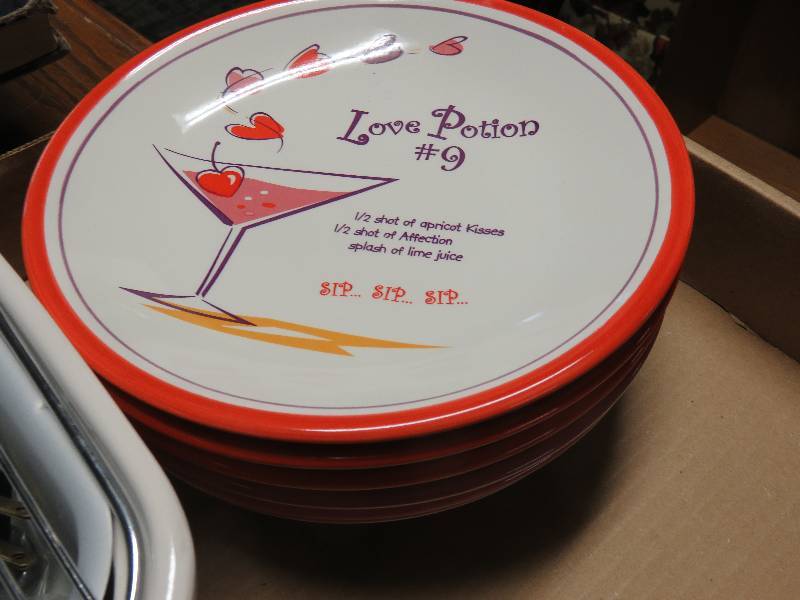 Love Potion
#9
1/2 shot of apricot Kisses
1/2 shot of Affection
splash of lime juice
SIP... SIP... SIP...